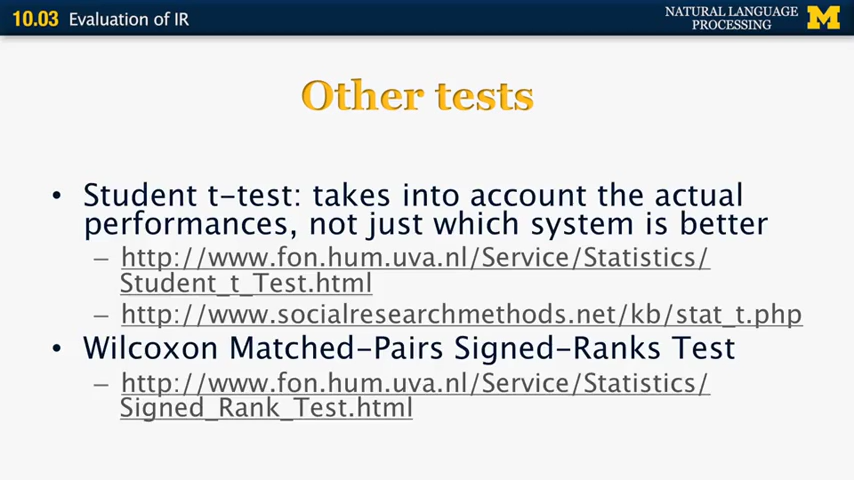 10.03 Evaluation of IR
NATURAL LANGUAGE
PROCESSING
M
Other tests
• Student t-test: takes into account the actual
performances, not just which system is better
– http://www.fon.hum.uva.nl/Service/Statistics/
Student_t_Test.html
– http://www.socialresearchmethods.net/kb/stat_t.php
• Wilcoxon Matched-Pairs Signed-Ranks Test
– http://www.fon.hum.uva.nl/Service/Statistics/
Signed_Rank_Test.html